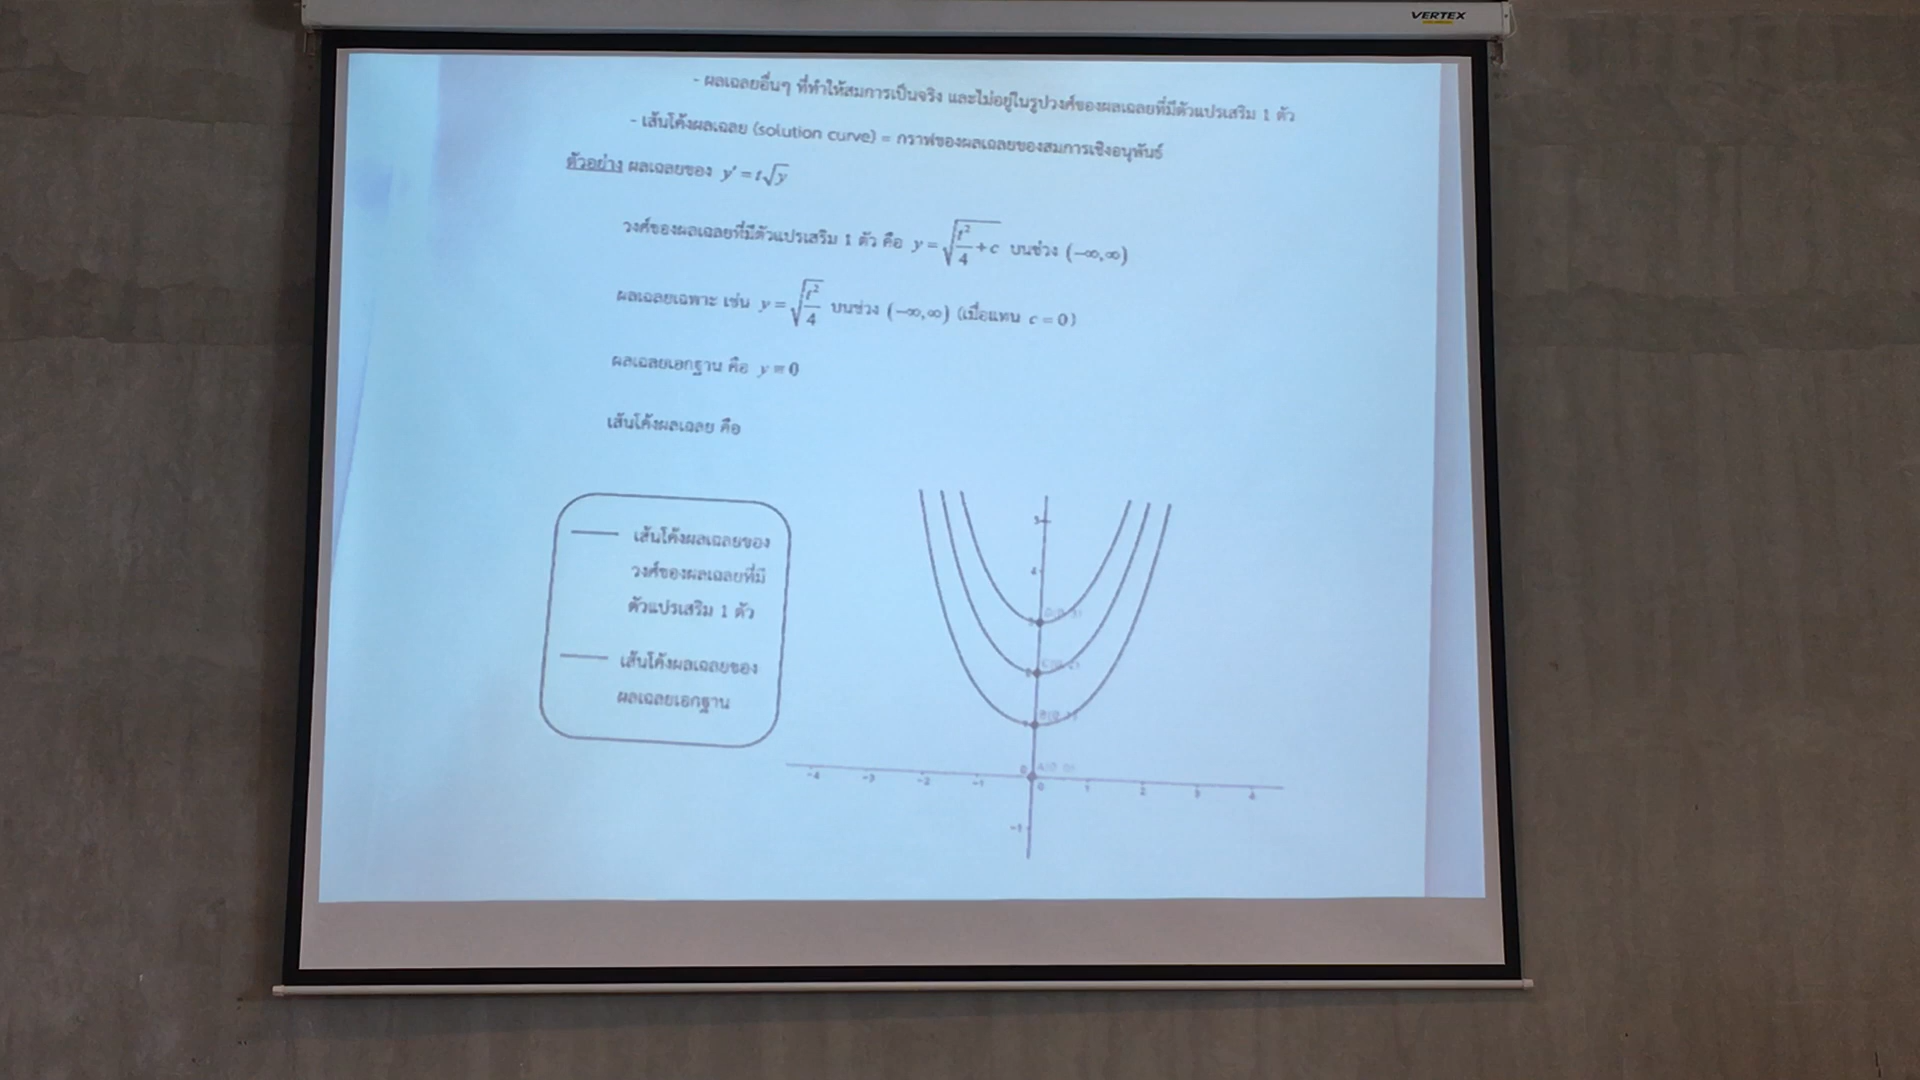 VERTEX
- ผลเฉลยอื่นๆ ที่ทำให้สมการเป็นจริง และไม่อยู่ในรูปวงศ์ของผลเฉลยที่มีตัวแปรเสริม 1 ตัว
- เส้นโค้งผลเฉลย (solution curve) = กราฟของผลเฉลยของสมการเชิงอนุพันธ์
ตัวอย่าง ผลเฉลยของ y' = t√y
วงศ์ของผลเฉลยที่มีตัวแปรเสริม 1 ตัว คือ y = √(t²/4 + c) บนช่วง (−∞,∞)
ผลเฉลยเฉพาะ เช่น y = √(t²/4) บนช่วง (−∞,∞) (เมื่อแทน c = 0)
ผลเฉลยเอกฐาน คือ y ≡ 0
เส้นโค้งผลเฉลย คือ
เส้นโค้งผลเฉลยของ
วงศ์ของผลเฉลยที่มี
ตัวแปรเสริม 1 ตัว
เส้นโค้งผลเฉลยของ
ผลเฉลยเอกฐาน
5
4
0
-4 -3 -2 -1 0 1 2 3 4
-1